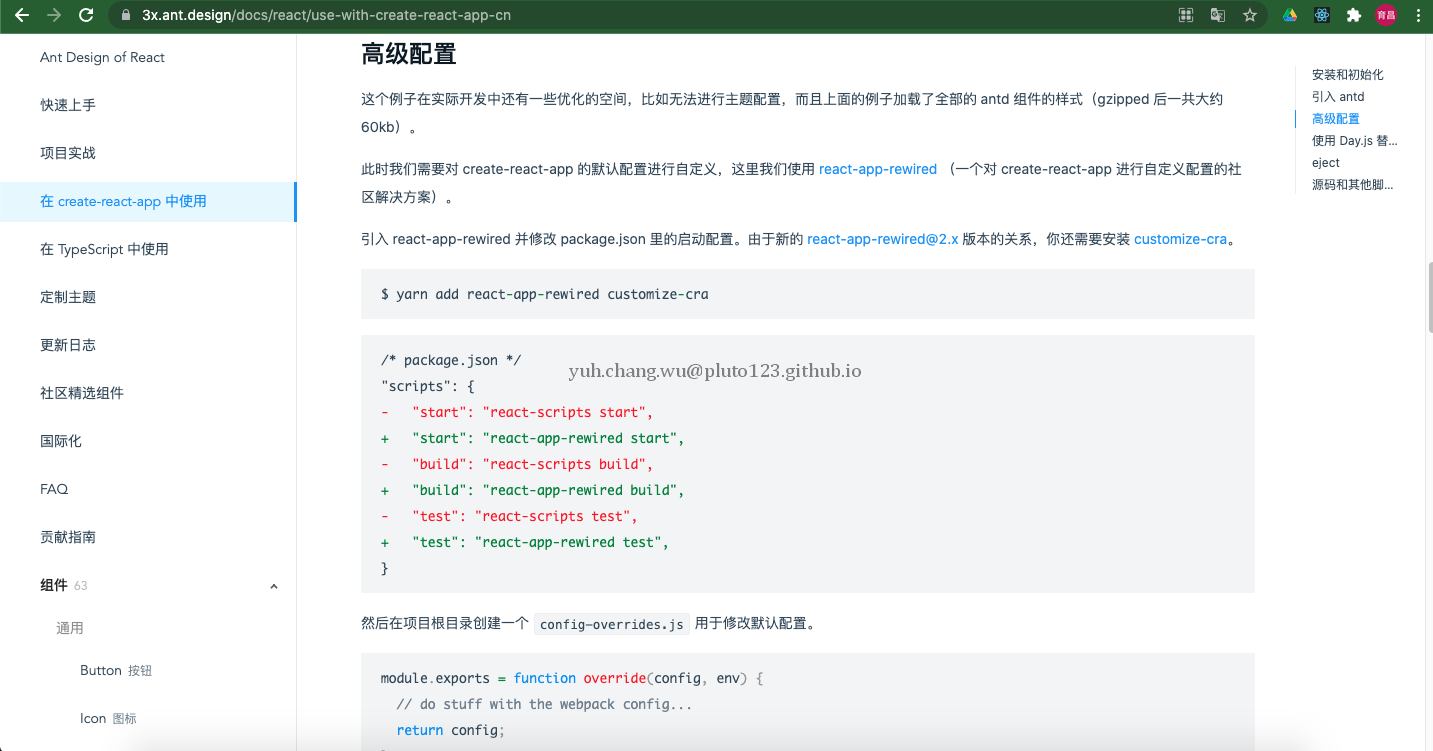 3x.ant.design/docs/react/use-with-create-react-app-cn
育昌
Ant Design of React
快速上手
项目实战
在 create-react-app 中使用
在 TypeScript 中使用
定制主题
更新日志
社区精选组件
国际化
FAQ
贡献指南
组件 63
通用
Button 按钮
Icon 图标
高级配置
这个例子在实际开发中还有一些优化的空间，比如无法进行主题配置，而且上面的例子加载了全部的 antd 组件的样式（gzipped 后一共大约
60kb）。
此时我们需要对 create-react-app 的默认配置进行自定义，这里我们使用 react-app-rewired （一个对 create-react-app 进行自定义配置的社
区解决方案）。
引入 react-app-rewired 并修改 package.json 里的启动配置。由于新的 react-app-rewired@2.x 版本的关系，你还需要安装 customize-cra。
$ yarn add react-app-rewired customize-cra
/* package.json */
yuh.chang.wu@pluto123.github.io
"scripts": {
-   "start": "react-scripts start",
+   "start": "react-app-rewired start",
-   "build": "react-scripts build",
+   "build": "react-app-rewired build",
-   "test": "react-scripts test",
+   "test": "react-app-rewired test",
}
然后在项目根目录创建一个 config-overrides.js 用于修改默认配置。
module.exports = function override(config, env) {
  // do stuff with the webpack config...
  return config;
安装和初始化
引入 antd
高级配置
使用 Day.js 替...
eject
源码和其他脚...